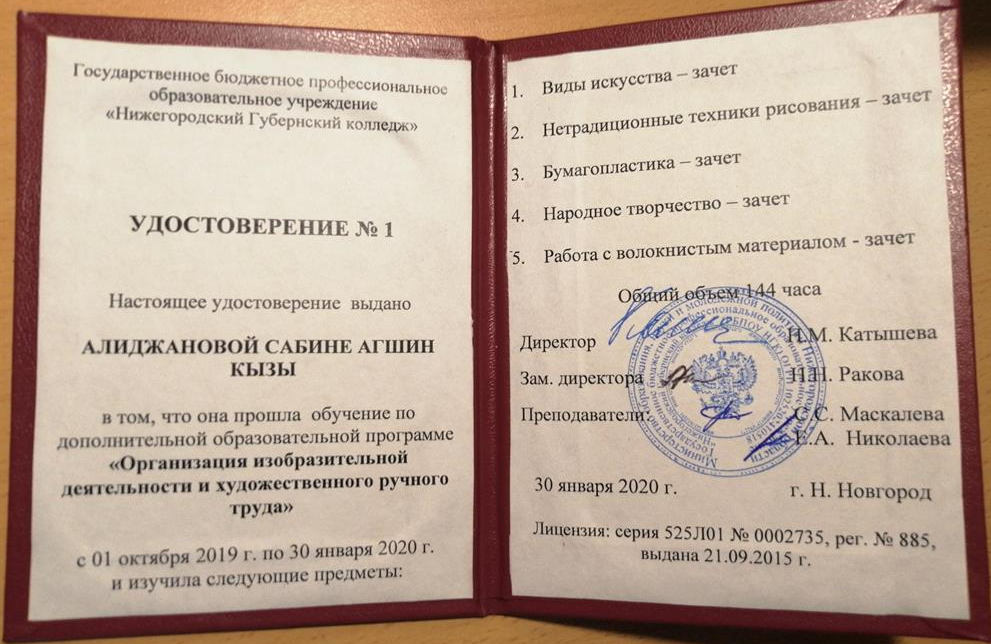 Государственное бюджетное профессиональное
образовательное учреждение
«Нижегородский Губернский колледж»
УДОСТОВЕРЕНИЕ № 1
Настоящее удостоверение выдано
АЛИДЖАНОВОЙ САБИНЕ АГШИН
КЫЗЫ
в том, что она прошла обучение по
дополнительной образовательной программе
«Организация изобразительной
деятельности и художественного ручного
труда»
с 01 октября 2019 г. по 30 января 2020 г.
и изучила следующие предметы:
1. Виды искусства – зачет
2. Нетрадиционные техники рисования – зачет
3. Бумагопластика – зачет
4. Народное творчество – зачет
5. Работа с волокнистым материалом - зачет
Общий объем 144 часа
Директор Н.М. Катышева
Зам. директора Н.Н. Ракова
Преподаватели: С.С. Маскалева
Е.А. Николаева
30 января 2020 г. г. Н. Новгород
Лицензия: серия 525Л01 № 0002735, рег. № 885,
выдана 21.09.2015 г.